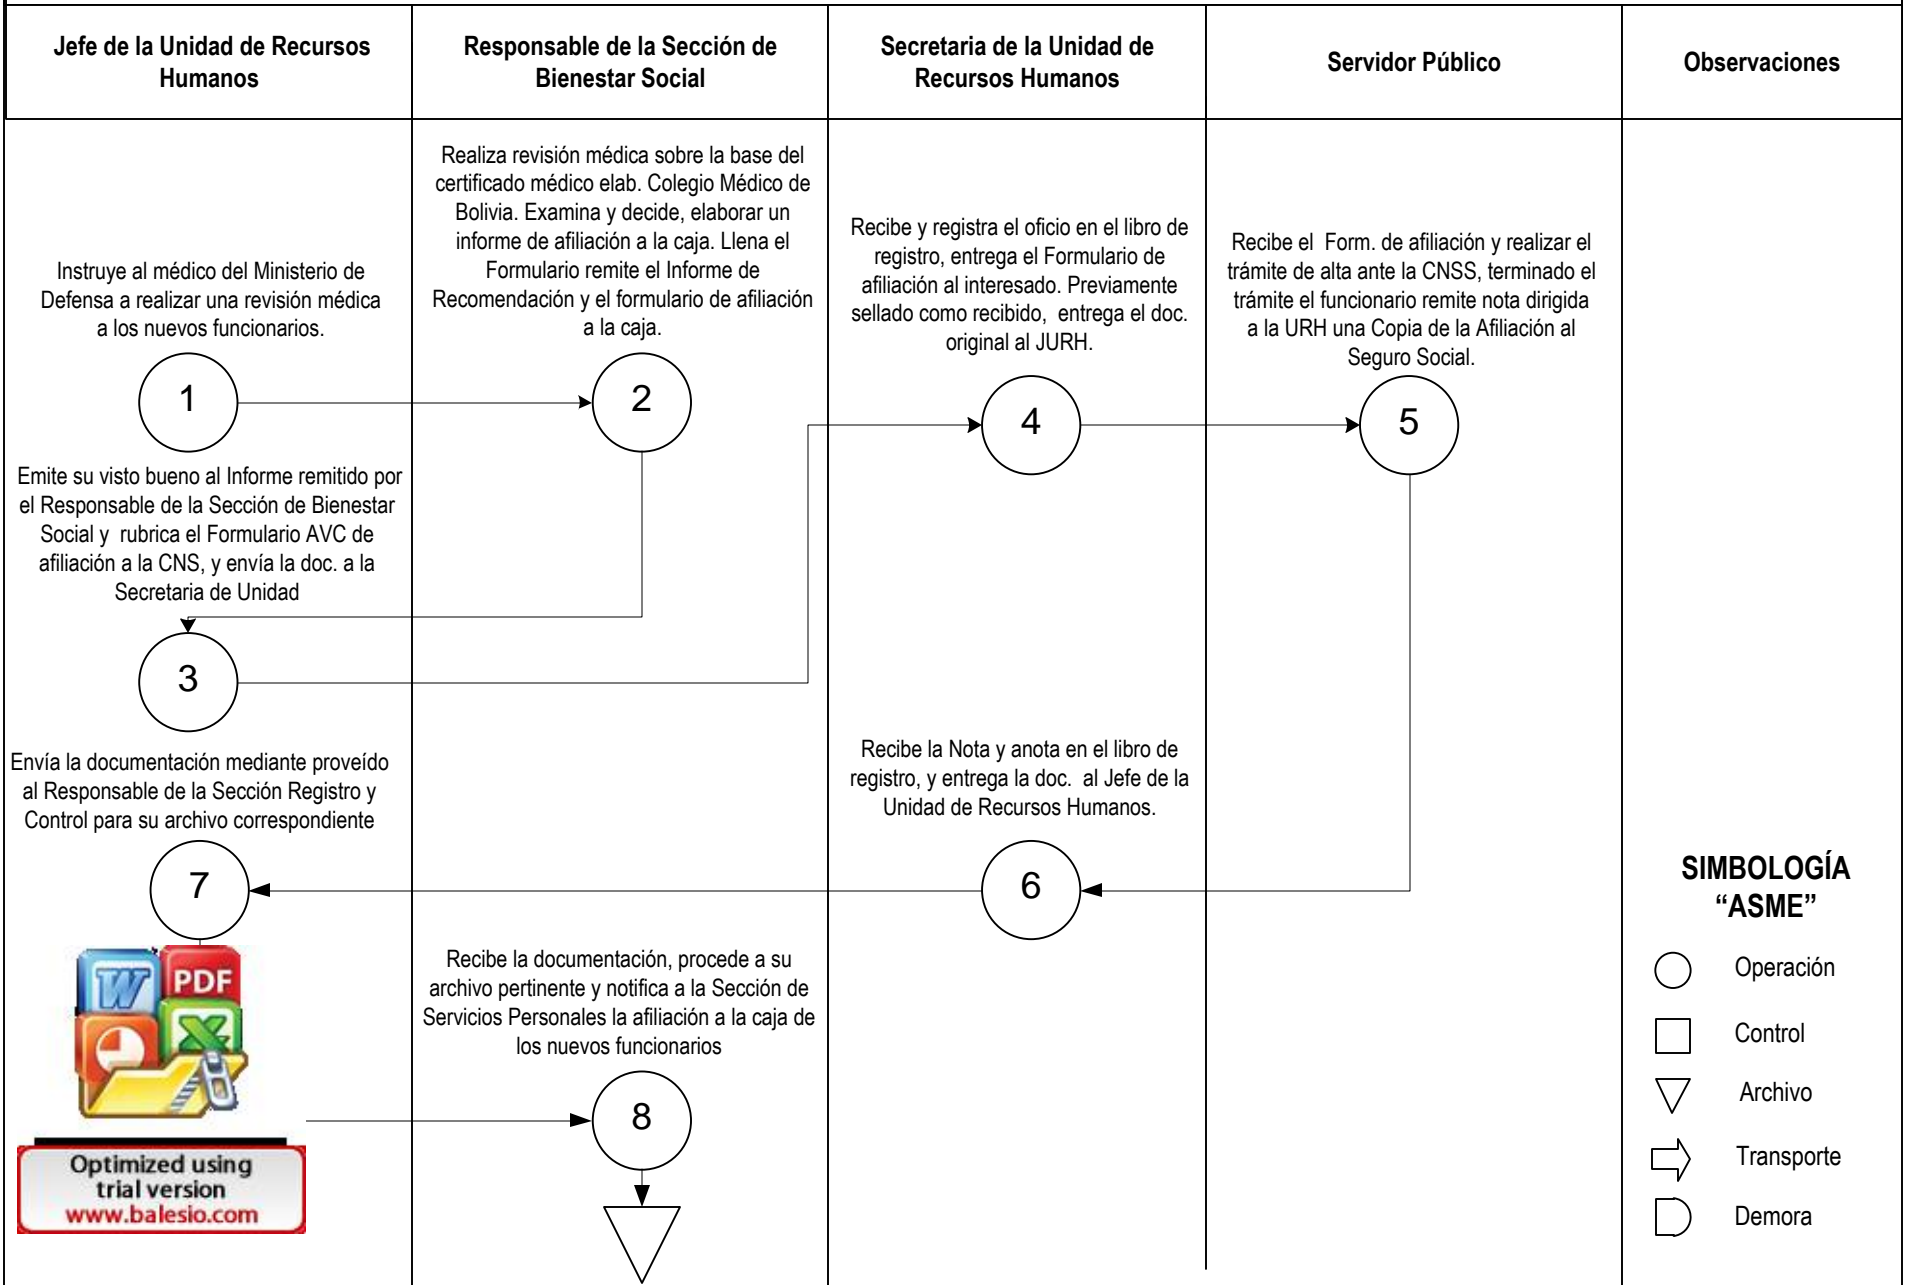 Jefe de la Unidad de Recursos
Humanos
Responsable de la Sección de
Bienestar Social
Secretaria de la Unidad de
Recursos Humanos
Servidor Público
Observaciones
Instruye al médico del Ministerio de
Defensa a realizar una revisión médica
a los nuevos funcionarios.
1
Realiza revisión médica sobre la base del
certificado médico elab. Colegio Médico de
Bolivia. Examina y decide, elaborar un
informe de afiliación a la caja. Llena el
Formulario remite el Informe de
Recomendación y el formulario de afiliación
a la caja.
2
Recibe y registra el oficio en el libro de
registro, entrega el Formulario de
afiliación al interesado. Previamente
sellado como recibido, entrega el doc.
original al JURH.
4
Recibe el Form. de afiliación y realizar el
trámite de alta ante la CNSS, terminado el
trámite el funcionario remite nota dirigida
a la URH una Copia de la Afiliación al
Seguro Social.
5
Emite su visto bueno al Informe remitido por
el Responsable de la Sección de Bienestar
Social y rubrica el Formulario AVC de
afiliación a la CNS, y envía la doc. a la
Secretaria de Unidad
3
Envía la documentación mediante proveído
al Responsable de la Sección Registro y
Control para su archivo correspondiente
7
Recibe la Nota y anota en el libro de
registro, y entrega la doc. al Jefe de la
Unidad de Recursos Humanos.
6
Recibe la documentación, procede a su
archivo pertinente y notifica a la Sección de
Servicios Personales la afiliación a la caja de
los nuevos funcionarios
8
W
PDF
X
Optimized using
trial version
www.balesio.com
SIMBOLOGÍA
“ASME”
Operación
Control
Archivo
Transporte
Demora